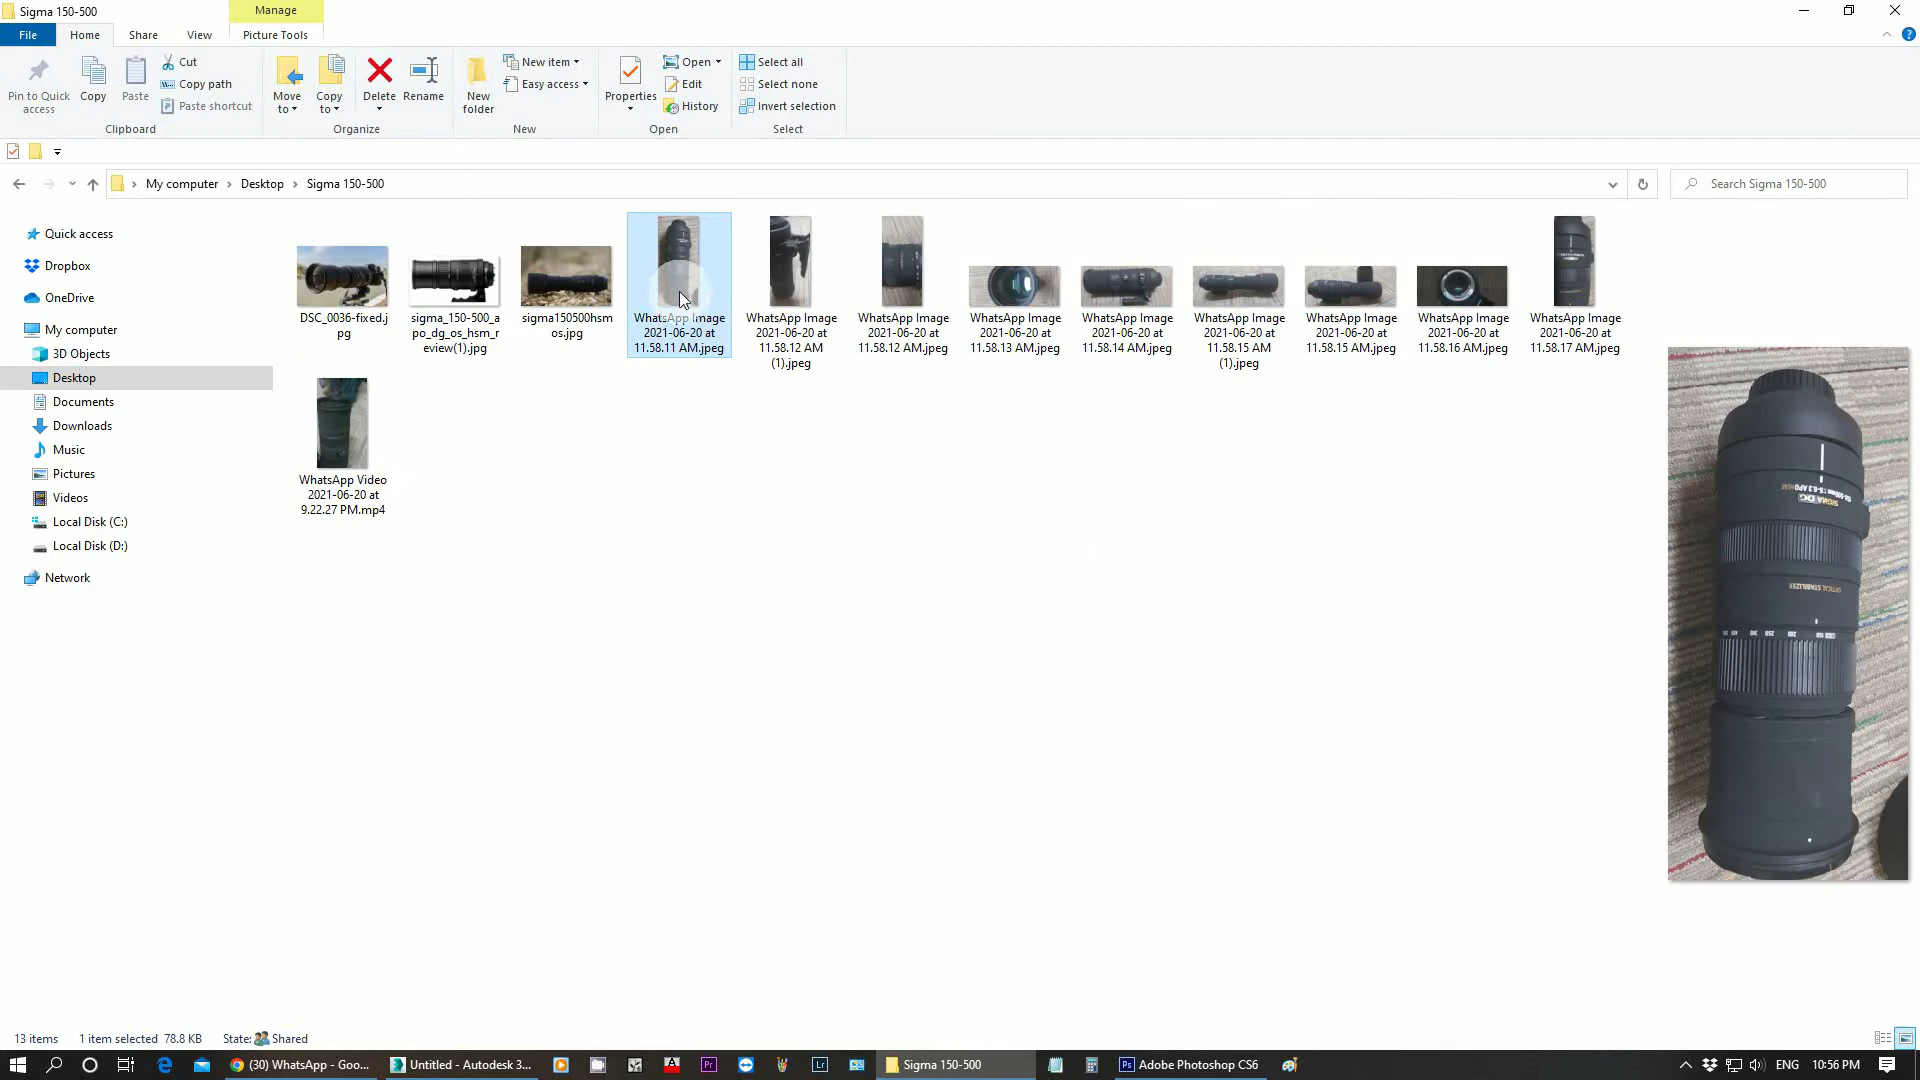 Sigma 150-500
Manage
File
Home
Share
View
Picture Tools
Pin to Quick
access
Copy
Paste
Cut
Copy path
Paste shortcut
Clipboard
Move
to
Copy
to
Delete
Rename
Organize
New
folder
New item
Easy access
New
Properties
Open
Edit
History
Open
Select all
Select none
Invert selection
Select
My computer
Desktop
Sigma 150-500
Search Sigma 150-500
Quick access
Dropbox
OneDrive
My computer
3D Objects
Desktop
Documents
Downloads
Music
Pictures
Videos
Local Disk (C:)
Local Disk (D:)
Network
DSC_0036-fixed.j
pg
sigma_150-500_a
po_dg_os_hsm_r
eview(1).jpg
sigma150500hsm
os.jpg
WhatsApp Image
2021-06-20 at
11.58.11 AM.jpeg
WhatsApp Image
2021-06-20 at
11.58.12 AM
(1).jpeg
WhatsApp Image
2021-06-20 at
11.58.12 AM.jpeg
WhatsApp Image
2021-06-20 at
11.58.13 AM.jpeg
WhatsApp Image
2021-06-20 at
11.58.14 AM.jpeg
WhatsApp Image
2021-06-20 at
11.58.15 AM
(1).jpeg
WhatsApp Image
2021-06-20 at
11.58.15 AM.jpeg
WhatsApp Image
2021-06-20 at
11.58.16 AM.jpeg
WhatsApp Image
2021-06-20 at
11.58.17 AM.jpeg
WhatsApp Video
2021-06-20 at
9.22.27 PM.mp4
SIGMA DG
OPTICAL STABILIZER
13 items
1 item selected 78.8 KB
State: Shared
(30) WhatsApp - Goo...
Untitled - Autodesk 3...
Sigma 150-500
Adobe Photoshop CS6
ENG
10:56 PM